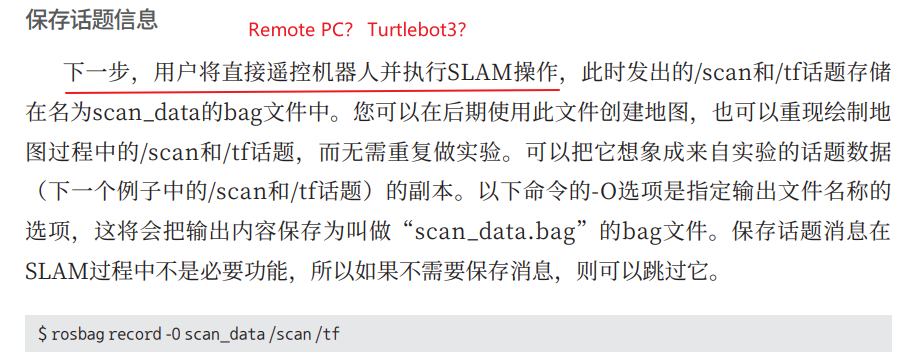 保存话题信息
Remote PC? Turtlebot3?
下一步，用户将直接遥控机器人并执行SLAM操作，此时发出的/scan和/tf话题存储
在名为scan_data的bag文件中。您可以在后期使用此文件创建地图，也可以重现绘制地
图过程中的/scan和/tf话题，而无需重复做实验。可以把它想象成来自实验的话题数据
（下一个例子中的/scan和/tf话题）的副本。以下命令的-O选项是指定输出文件名称的
选项，这将会把输出内容保存为叫做“scan_data.bag”的bag文件。保存话题消息在
SLAM过程中不是必要功能，所以如果不需要保存消息，则可以跳过它。
$ rosbag record -O scan_data /scan /tf